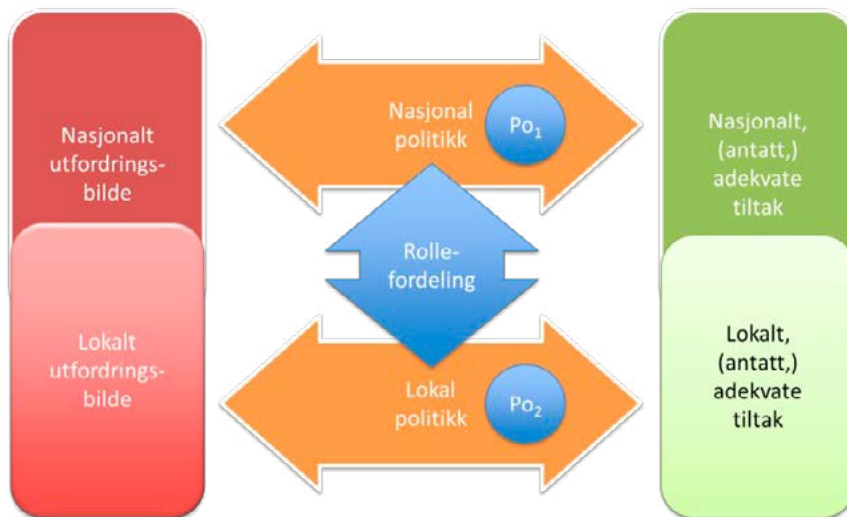 Nasjonalt
utfordrings-
bilde
Lokalt
utfordrings-
bilde
Nasjonal
politikk
Po₁
Rolle-
fordeling
Lokal
politikk
Po₂
Nasjonalt,
(antatt,)
adekvate
tiltak
Lokalt,
(antatt,)
adekvate
tiltak